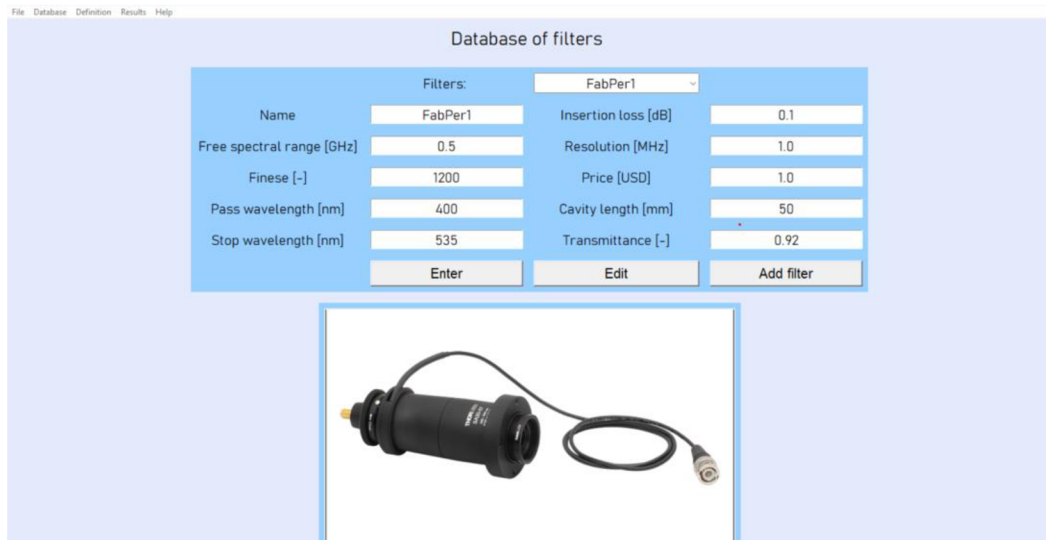 File Database Definition Results Help
Database of filters
Filters: FabPer1
Name FabPer1 Insertion loss [dB] 0.1
Free spectral range [GHz] 0.5 Resolution [MHz] 1.0
Finese [-] 1200 Price [USD] 1.0
Pass wavelength [nm] 400 Cavity length [mm] 50
Stop wavelength [nm] 535 Transmittance [-] 0.92
Enter Edit Add filter